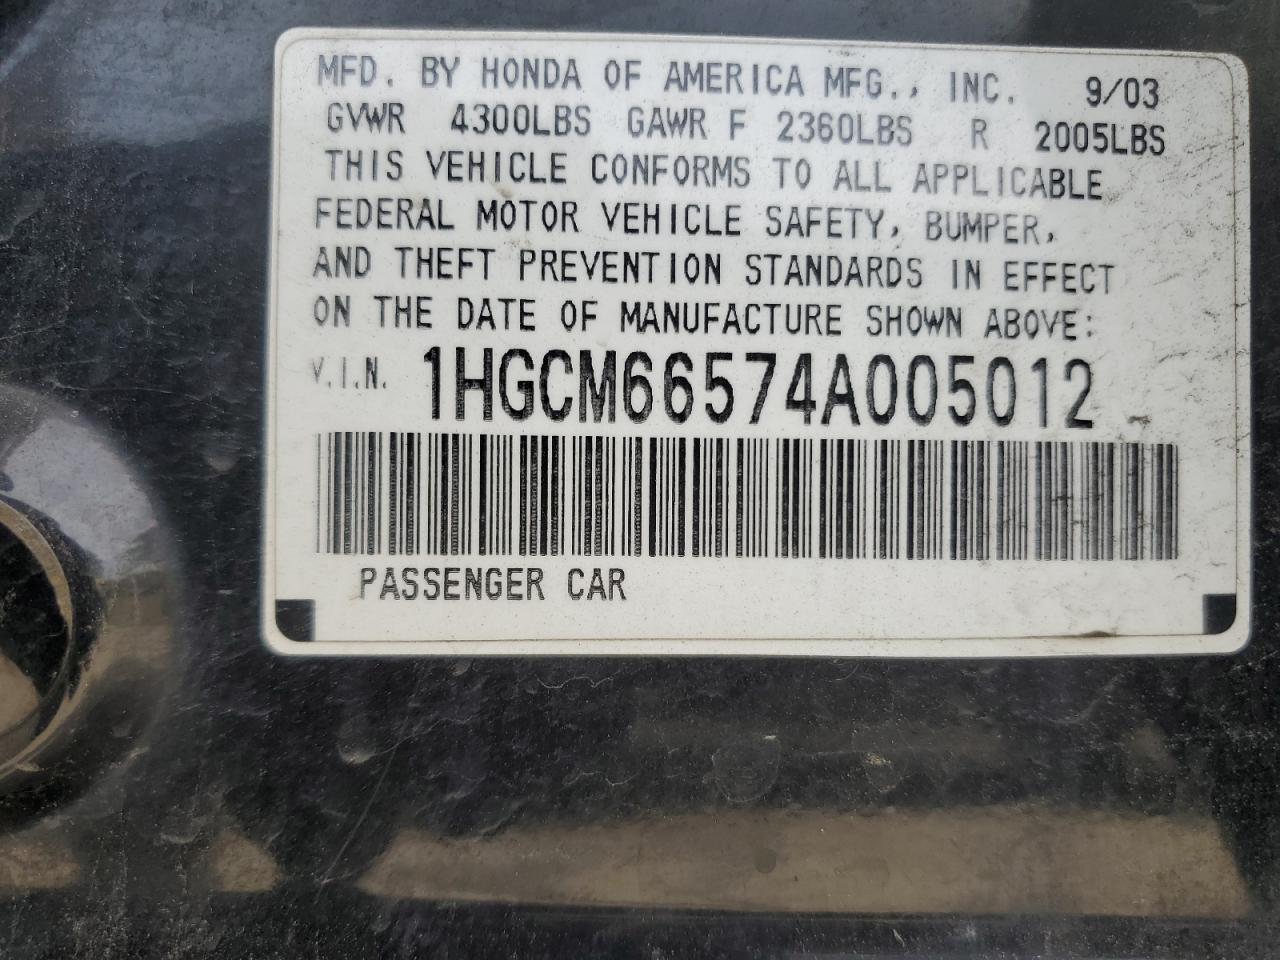 MFD. BY HONDA OF AMERICA MFG., INC. 9/03
GVWR 4300LBS GAWR F 2360LBS R 2005LBS
THIS VEHICLE CONFORMS TO ALL APPLICABLE
FEDERAL MOTOR VEHICLE SAFETY, BUMPER,
AND THEFT PREVENTION STANDARDS IN EFFECT
ON THE DATE OF MANUFACTURE SHOWN ABOVE:
V.I.N. 1HGCM66574A005012
PASSENGER CAR